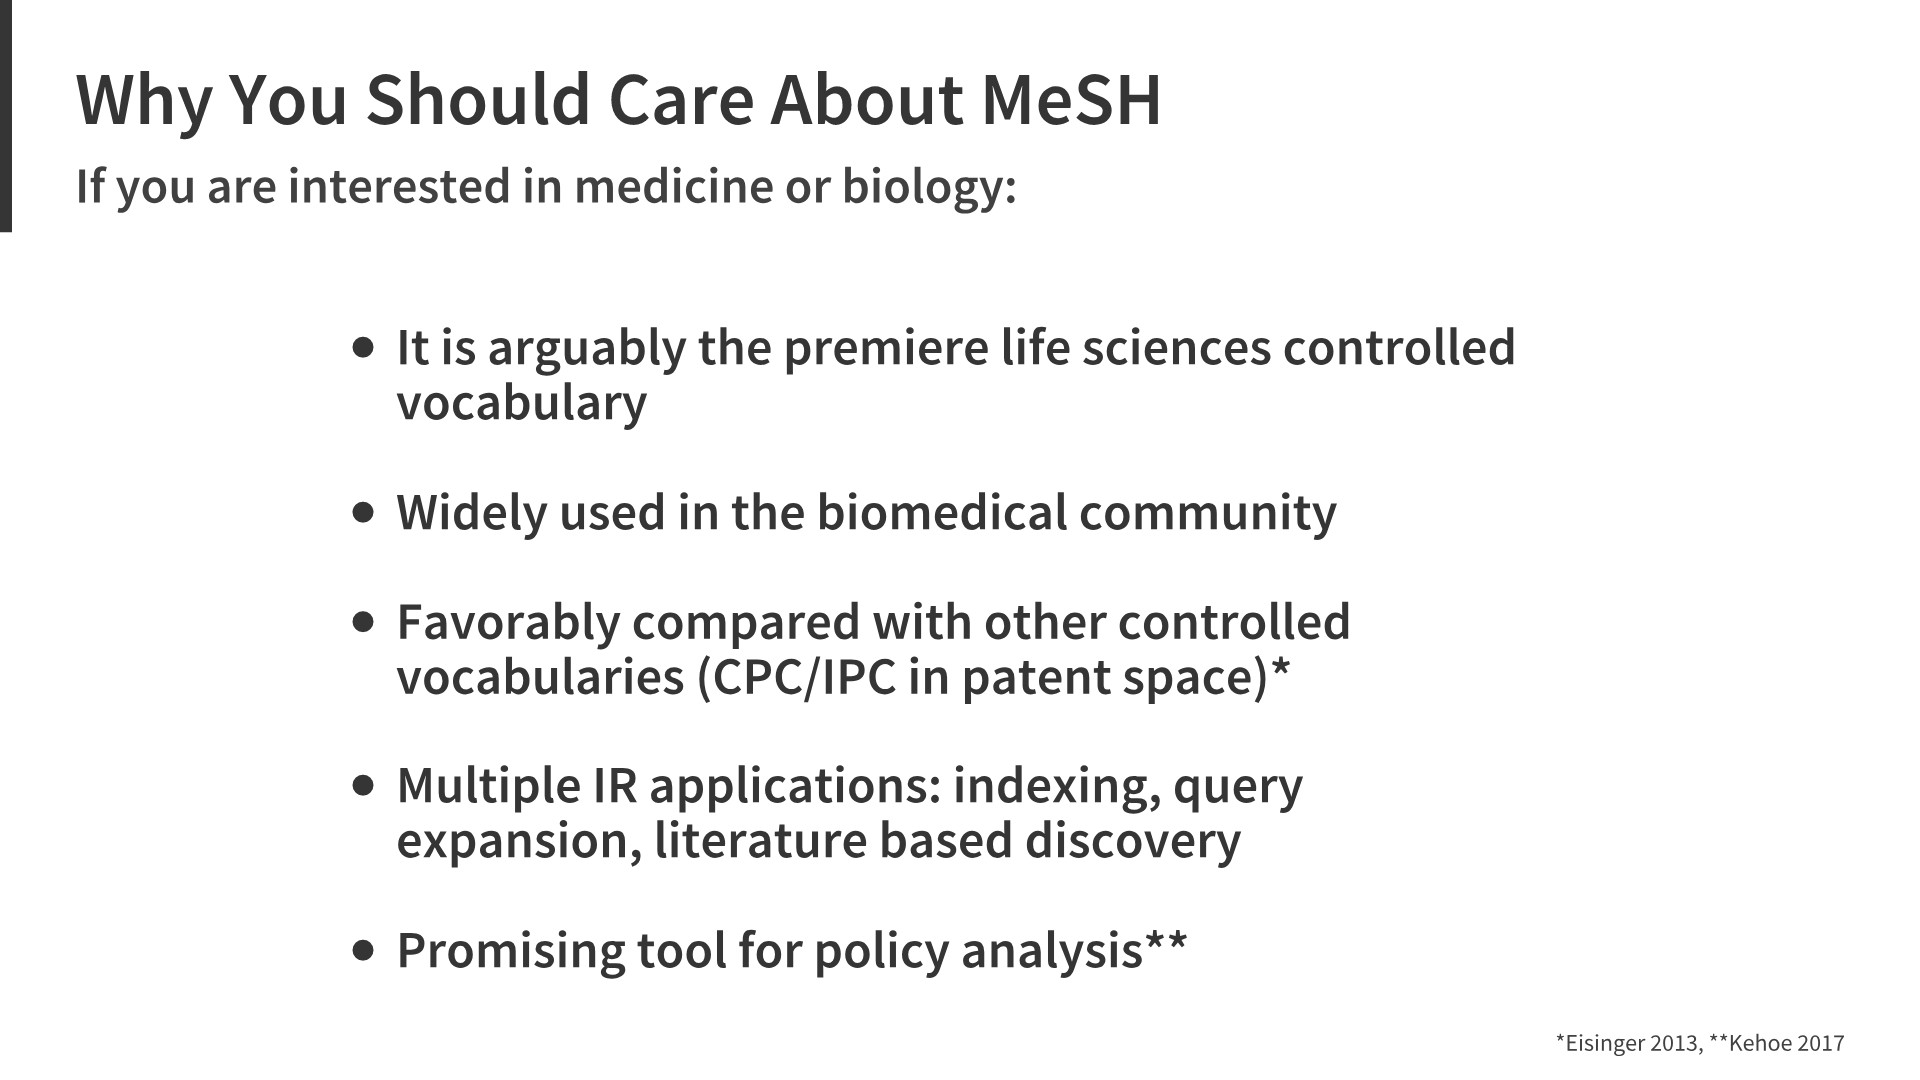 Why You Should Care About MeSH
If you are interested in medicine or biology:
● It is arguably the premiere life sciences controlled
vocabulary
● Widely used in the biomedical community
● Favorably compared with other controlled
vocabularies (CPC/IPC in patent space)*
● Multiple IR applications: indexing, query
expansion, literature based discovery
● Promising tool for policy analysis**
*Eisinger 2013, **Kehoe 2017